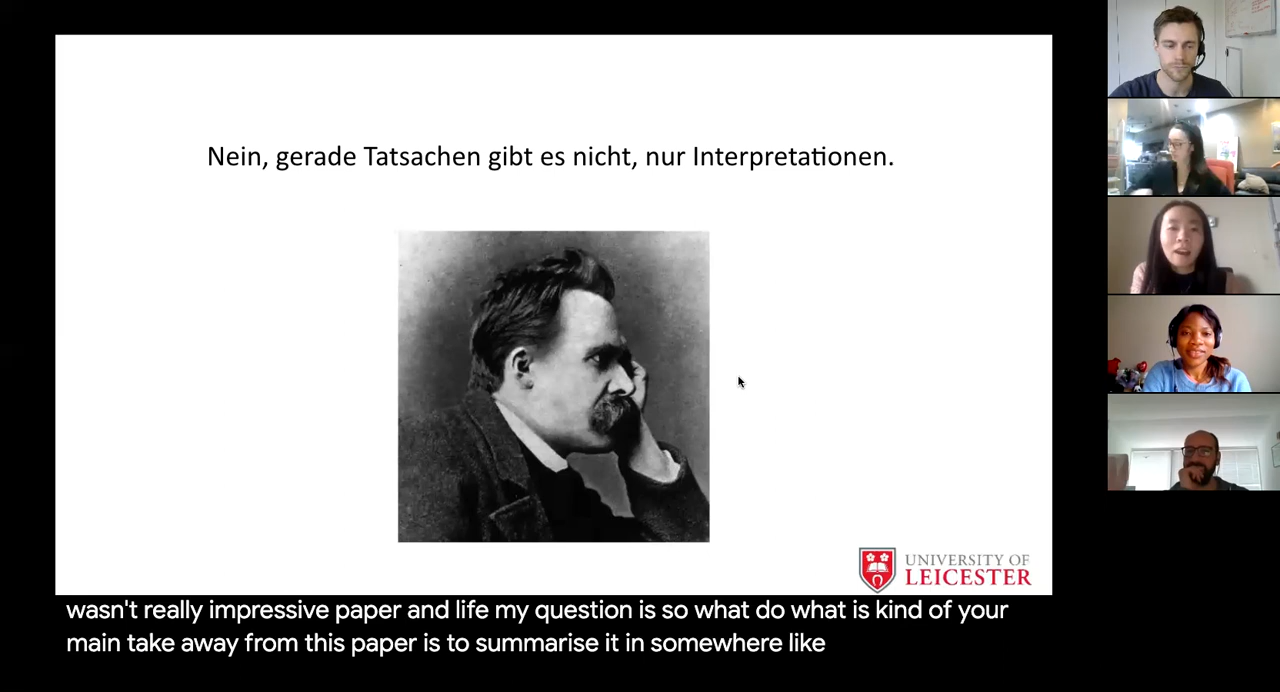 Nein, gerade Tatsachen gibt es nicht, nur Interpretationen.
UNIVERSITY OF
LEICESTER
wasn't really impressive paper and life my question is so what do what is kind of your
main take away from this paper is to summarise it in somewhere like